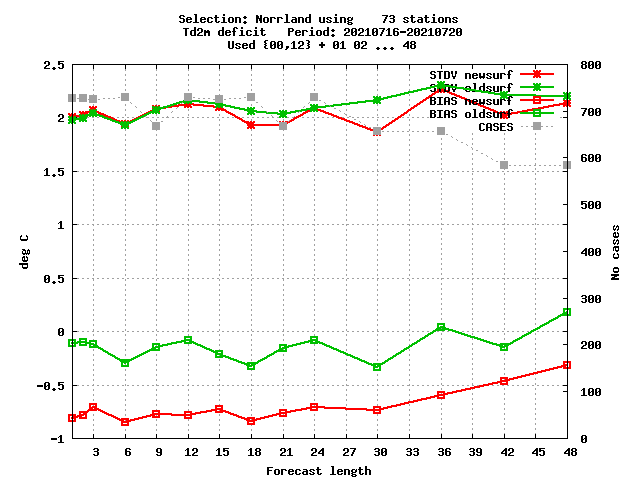 Selection: Norrland using    73 stations
Td2m deficit   Period: 20210716-20210720
Used {00,12} + 01 02 ... 48
2.5
2
1.5
1
0.5
0
-0.5
-1
800
700
600
500
400
300
200
100
0
deg C
No cases
STDV newsurf
STDV oldsurf
BIAS newsurf
BIAS oldsurf
CASES
3 6 9 12 15 18 21 24 27 30 33 36 39 42 45 48
Forecast length